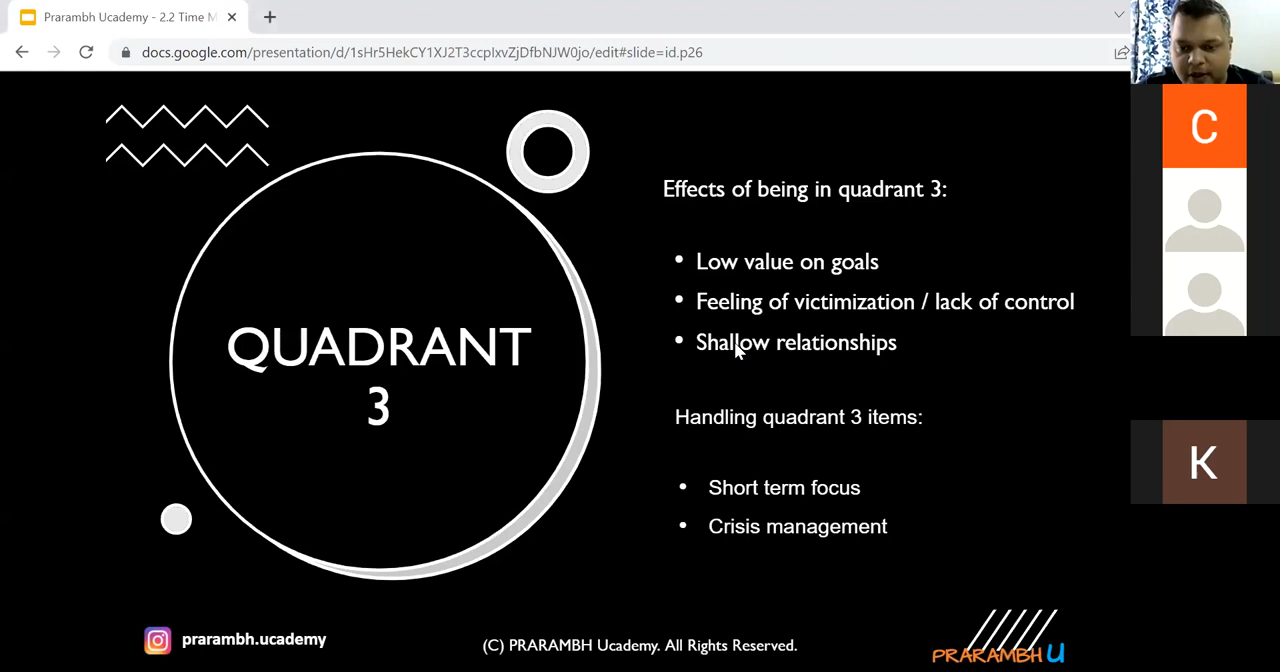 Prarambh Ucademy - 2.2 Time M
docs.google.com/presentation/d/1sHr5HekCY1XJ2T3ccpIxvZjDfbNJW0jo/edit#slide=id.p26
C
QUADRANT
3
Effects of being in quadrant 3:
• Low value on goals
• Feeling of victimization / lack of control
• Shallow relationships
Handling quadrant 3 items:
• Short term focus
• Crisis management
K
prarambh.ucademy
(C) PRARAMBH Ucademy. All Rights Reserved.
PRARAMBH U